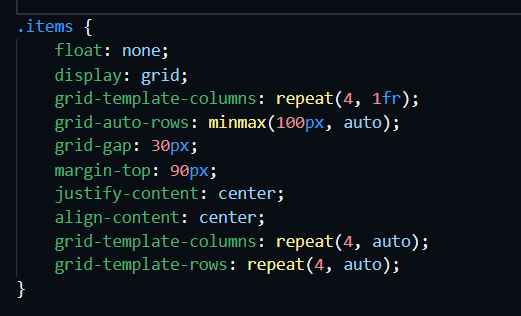 .items {
float: none;
display: grid;
grid-template-columns: repeat(4, 1fr);
grid-auto-rows: minmax(100px, auto);
grid-gap: 30px;
margin-top: 90px;
justify-content: center;
align-content: center;
grid-template-columns: repeat(4, auto);
grid-template-rows: repeat(4, auto);
}